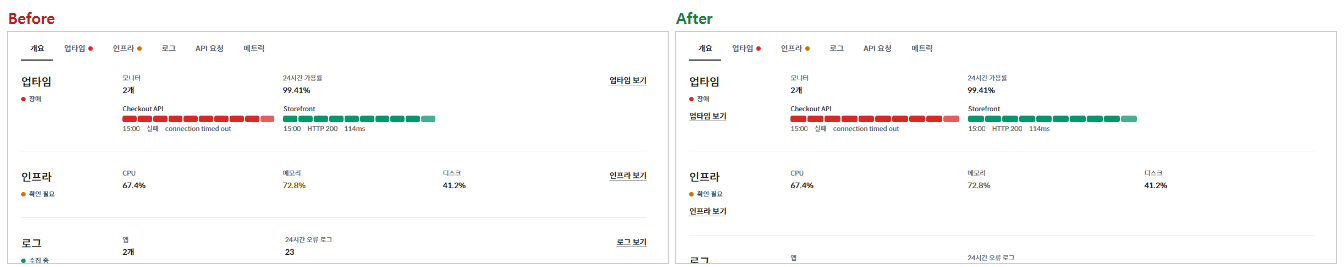 Before
개요 업타임 인프라 로그 API 요청 메트릭
업타임
장애
모니터
2개
24시간 가용률
99.41%
업타임 보기
Checkout API
15:00 실패 connection timed out
Storefront
15:00 HTTP 200 114ms
인프라
확인 필요
CPU
67.4%
메모리
72.8%
디스크
41.2%
인프라 보기
로그
수집 중
앱
2개
24시간 오류 로그
23
로그 보기
After
개요 업타임 인프라 로그 API 요청 메트릭
업타임
장애
업타임 보기
모니터
2개
24시간 가용률
99.41%
Checkout API
15:00 실패 connection timed out
Storefront
15:00 HTTP 200 114ms
인프라
확인 필요
인프라 보기
CPU
67.4%
메모리
72.8%
디스크
41.2%
로그
앱
24시간 오류 로그